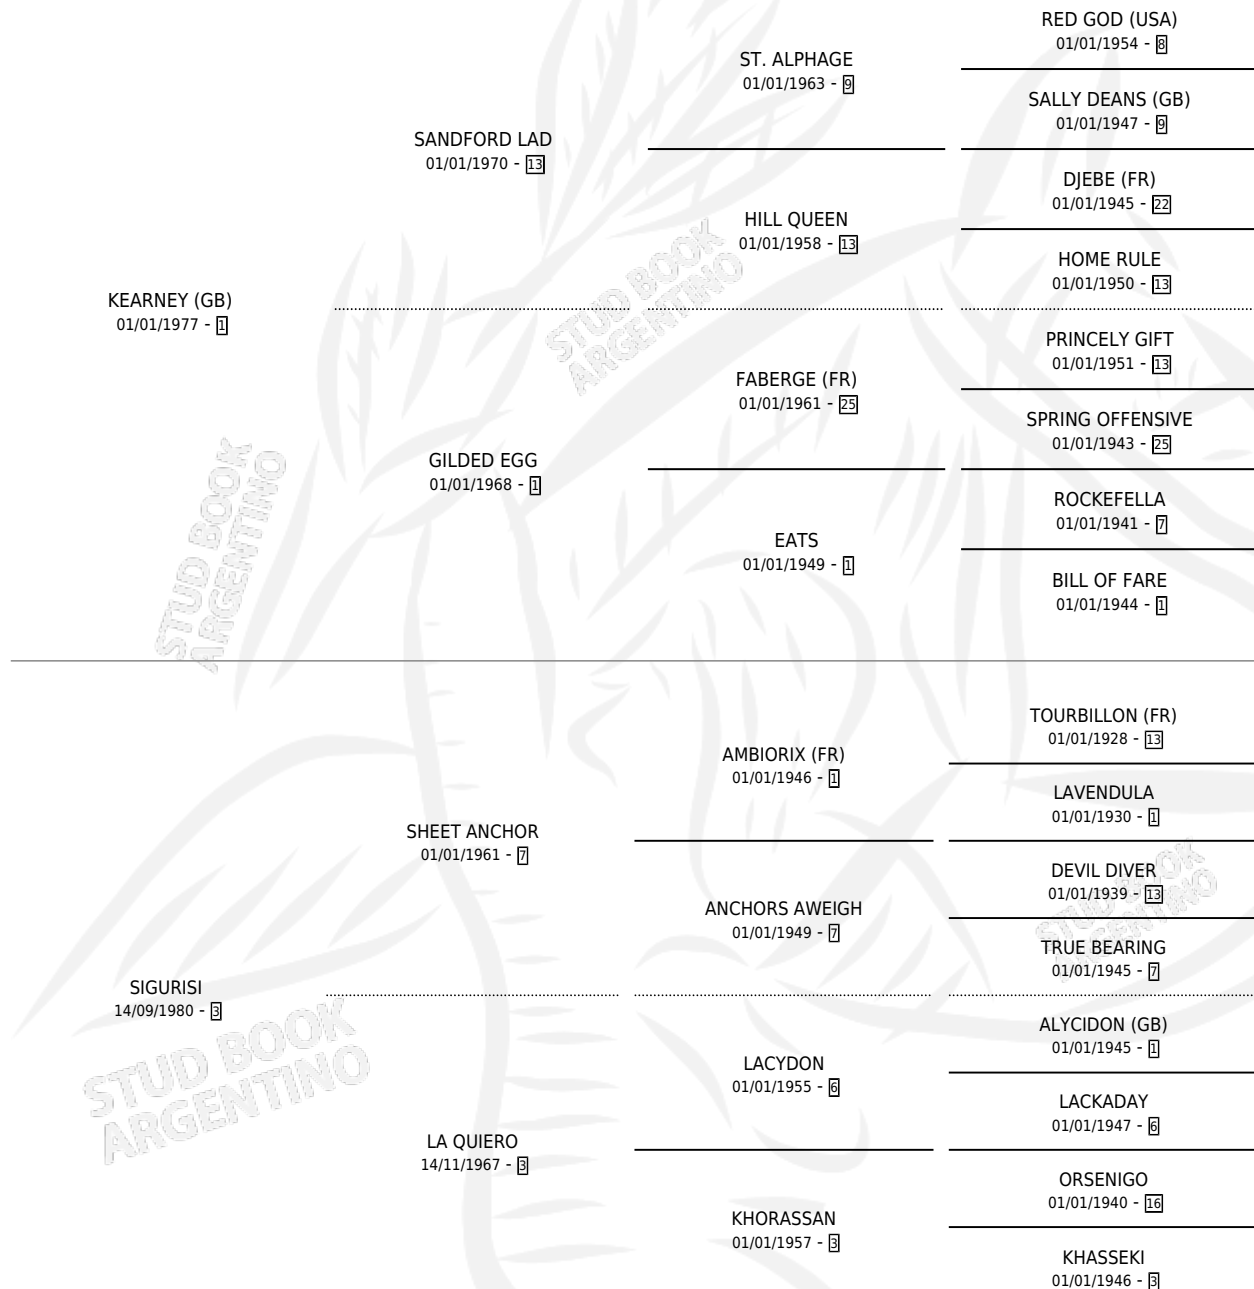 RED GOD (USA)
01/01/1954 - 8
ST. ALPHAGE
01/01/1963 - 9
SALLY DEANS (GB)
01/01/1947 - 9
SANDFORD LAD
01/01/1970 - 13
DJEBE (FR)
01/01/1945 - 22
HILL QUEEN
01/01/1958 - 13
HOME RULE
01/01/1950 - 13
KEARNEY (GB)
01/01/1977 - 1
PRINCELY GIFT
01/01/1951 - 13
FABERGE (FR)
01/01/1961 - 25
SPRING OFFENSIVE
01/01/1943 - 25
GILDED EGG
01/01/1968 - 1
ROCKEFELLA
01/01/1941 - 7
EATS
01/01/1949 - 1
BILL OF FARE
01/01/1944 - 1
TOURBILLON (FR)
01/01/1928 - 13
AMBIORIX (FR)
01/01/1946 - 1
LAVENDULA
01/01/1930 - 1
SHEET ANCHOR
01/01/1961 - 7
DEVIL DIVER
01/01/1939 - 13
ANCHORS AWEIGH
01/01/1949 - 7
TRUE BEARING
01/01/1945 - 7
SIGURISI
14/09/1980 - 3
ALYCIDON (GB)
01/01/1945 - 1
LACYDON
01/01/1955 - 6
LACKADAY
01/01/1947 - 6
LA QUIERO
14/11/1967 - 3
ORSENIGO
01/01/1940 - 16
KHORASSAN
01/01/1957 - 3
KHASSEKI
01/01/1946 - 3
STUD BOOK
ARGENTINO
STUD BOOK
ARGENTINO
STUD BOOK
ARGENTINO
STUD BOOK
ARGENTINO